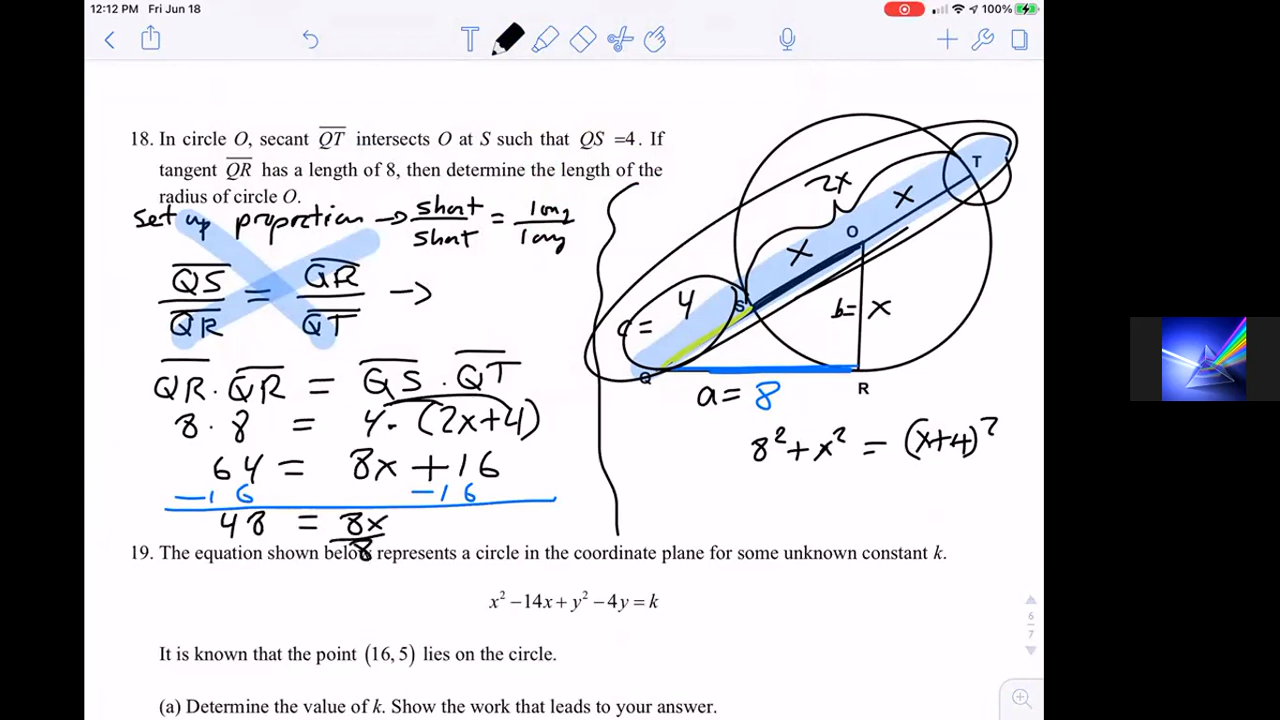 12:12 PM Fri Jun 18
100%
T
18. In circle O, secant QT intersects O at S such that QS =4. If
tangent QR has a length of 8, then determine the length of the
radius of circle O.
set up proportion → short/short = long/long
QS/QR = QR/QT →
QR · QR = QS · QT
8 · 8 = 4 · (2x+4)
64 = 8x + 16
-16 -16
48 = 8x/8
2x
T
x
O
x
S
4
c =
b= x
Q
a = 8
R
8² + x² = (x+4)²
19. The equation shown below represents a circle in the coordinate plane for some unknown constant k.
x² −14x + y² − 4y = k
It is known that the point (16, 5) lies on the circle.
(a) Determine the value of k. Show the work that leads to your answer.
6
7